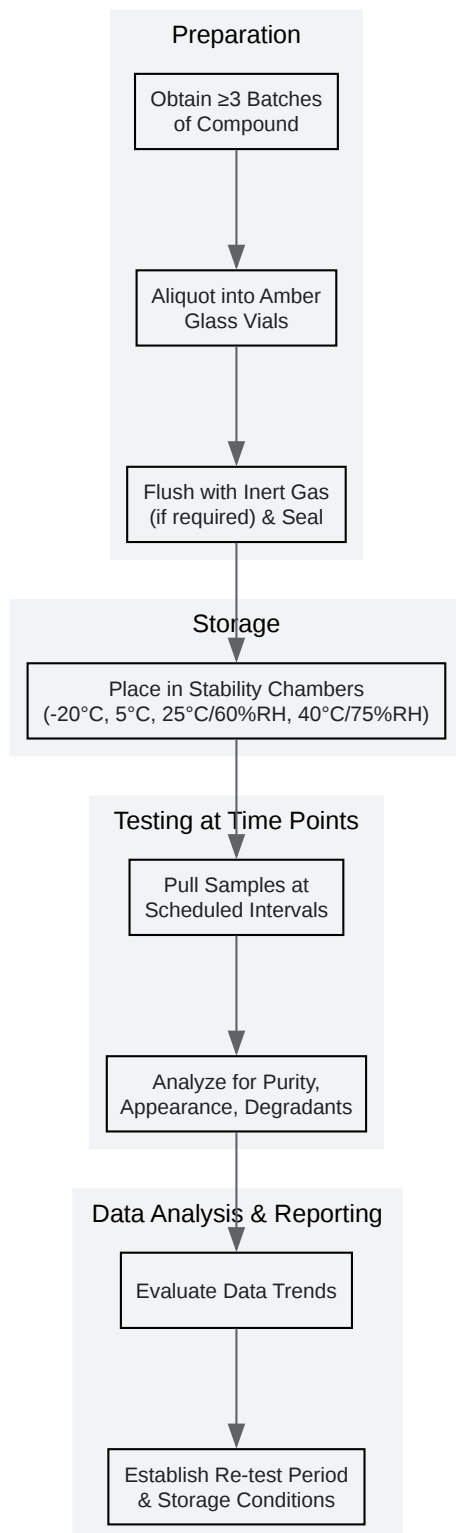 Preparation
Obtain ≥3 Batches
of Compound
Aliquot into Amber
Glass Vials
Flush with Inert Gas
(if required) & Seal
Storage
Place in Stability Chambers
(-20°C, 5°C, 25°C/60%RH, 40°C/75%RH)
Testing at Time Points
Pull Samples at
Scheduled Intervals
Analyze for Purity,
Appearance, Degradants
Data Analysis & Reporting
Evaluate Data Trends
Establish Re-test Period
& Storage Conditions